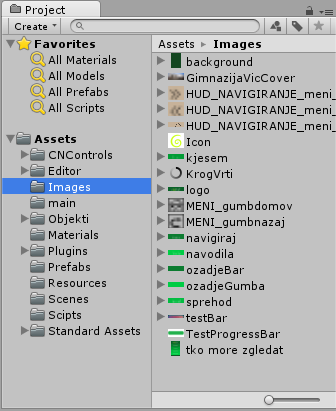 Project
Create
Favorites
All Materials
All Models
All Prefabs
All Scripts
Assets
CNControls
Editor
Images
main
Objekti
Materials
Plugins
Prefabs
Resources
Scenes
Scipts
Standard Assets
Assets Images
background
GimnazijaVicCover
HUD_NAVIGIRANJE_meni_
HUD_NAVIGIRANJE_meni_
HUD_NAVIGIRANJE_meni_
Icon
kjesem
KrogVrti
logo
MENI_gumbdomov
MENI_gumbnazaj
navigiraj
navodila
ozadjeBar
ozadjeGumba
sprehod
testBar
TestProgressBar
tko more zgledat